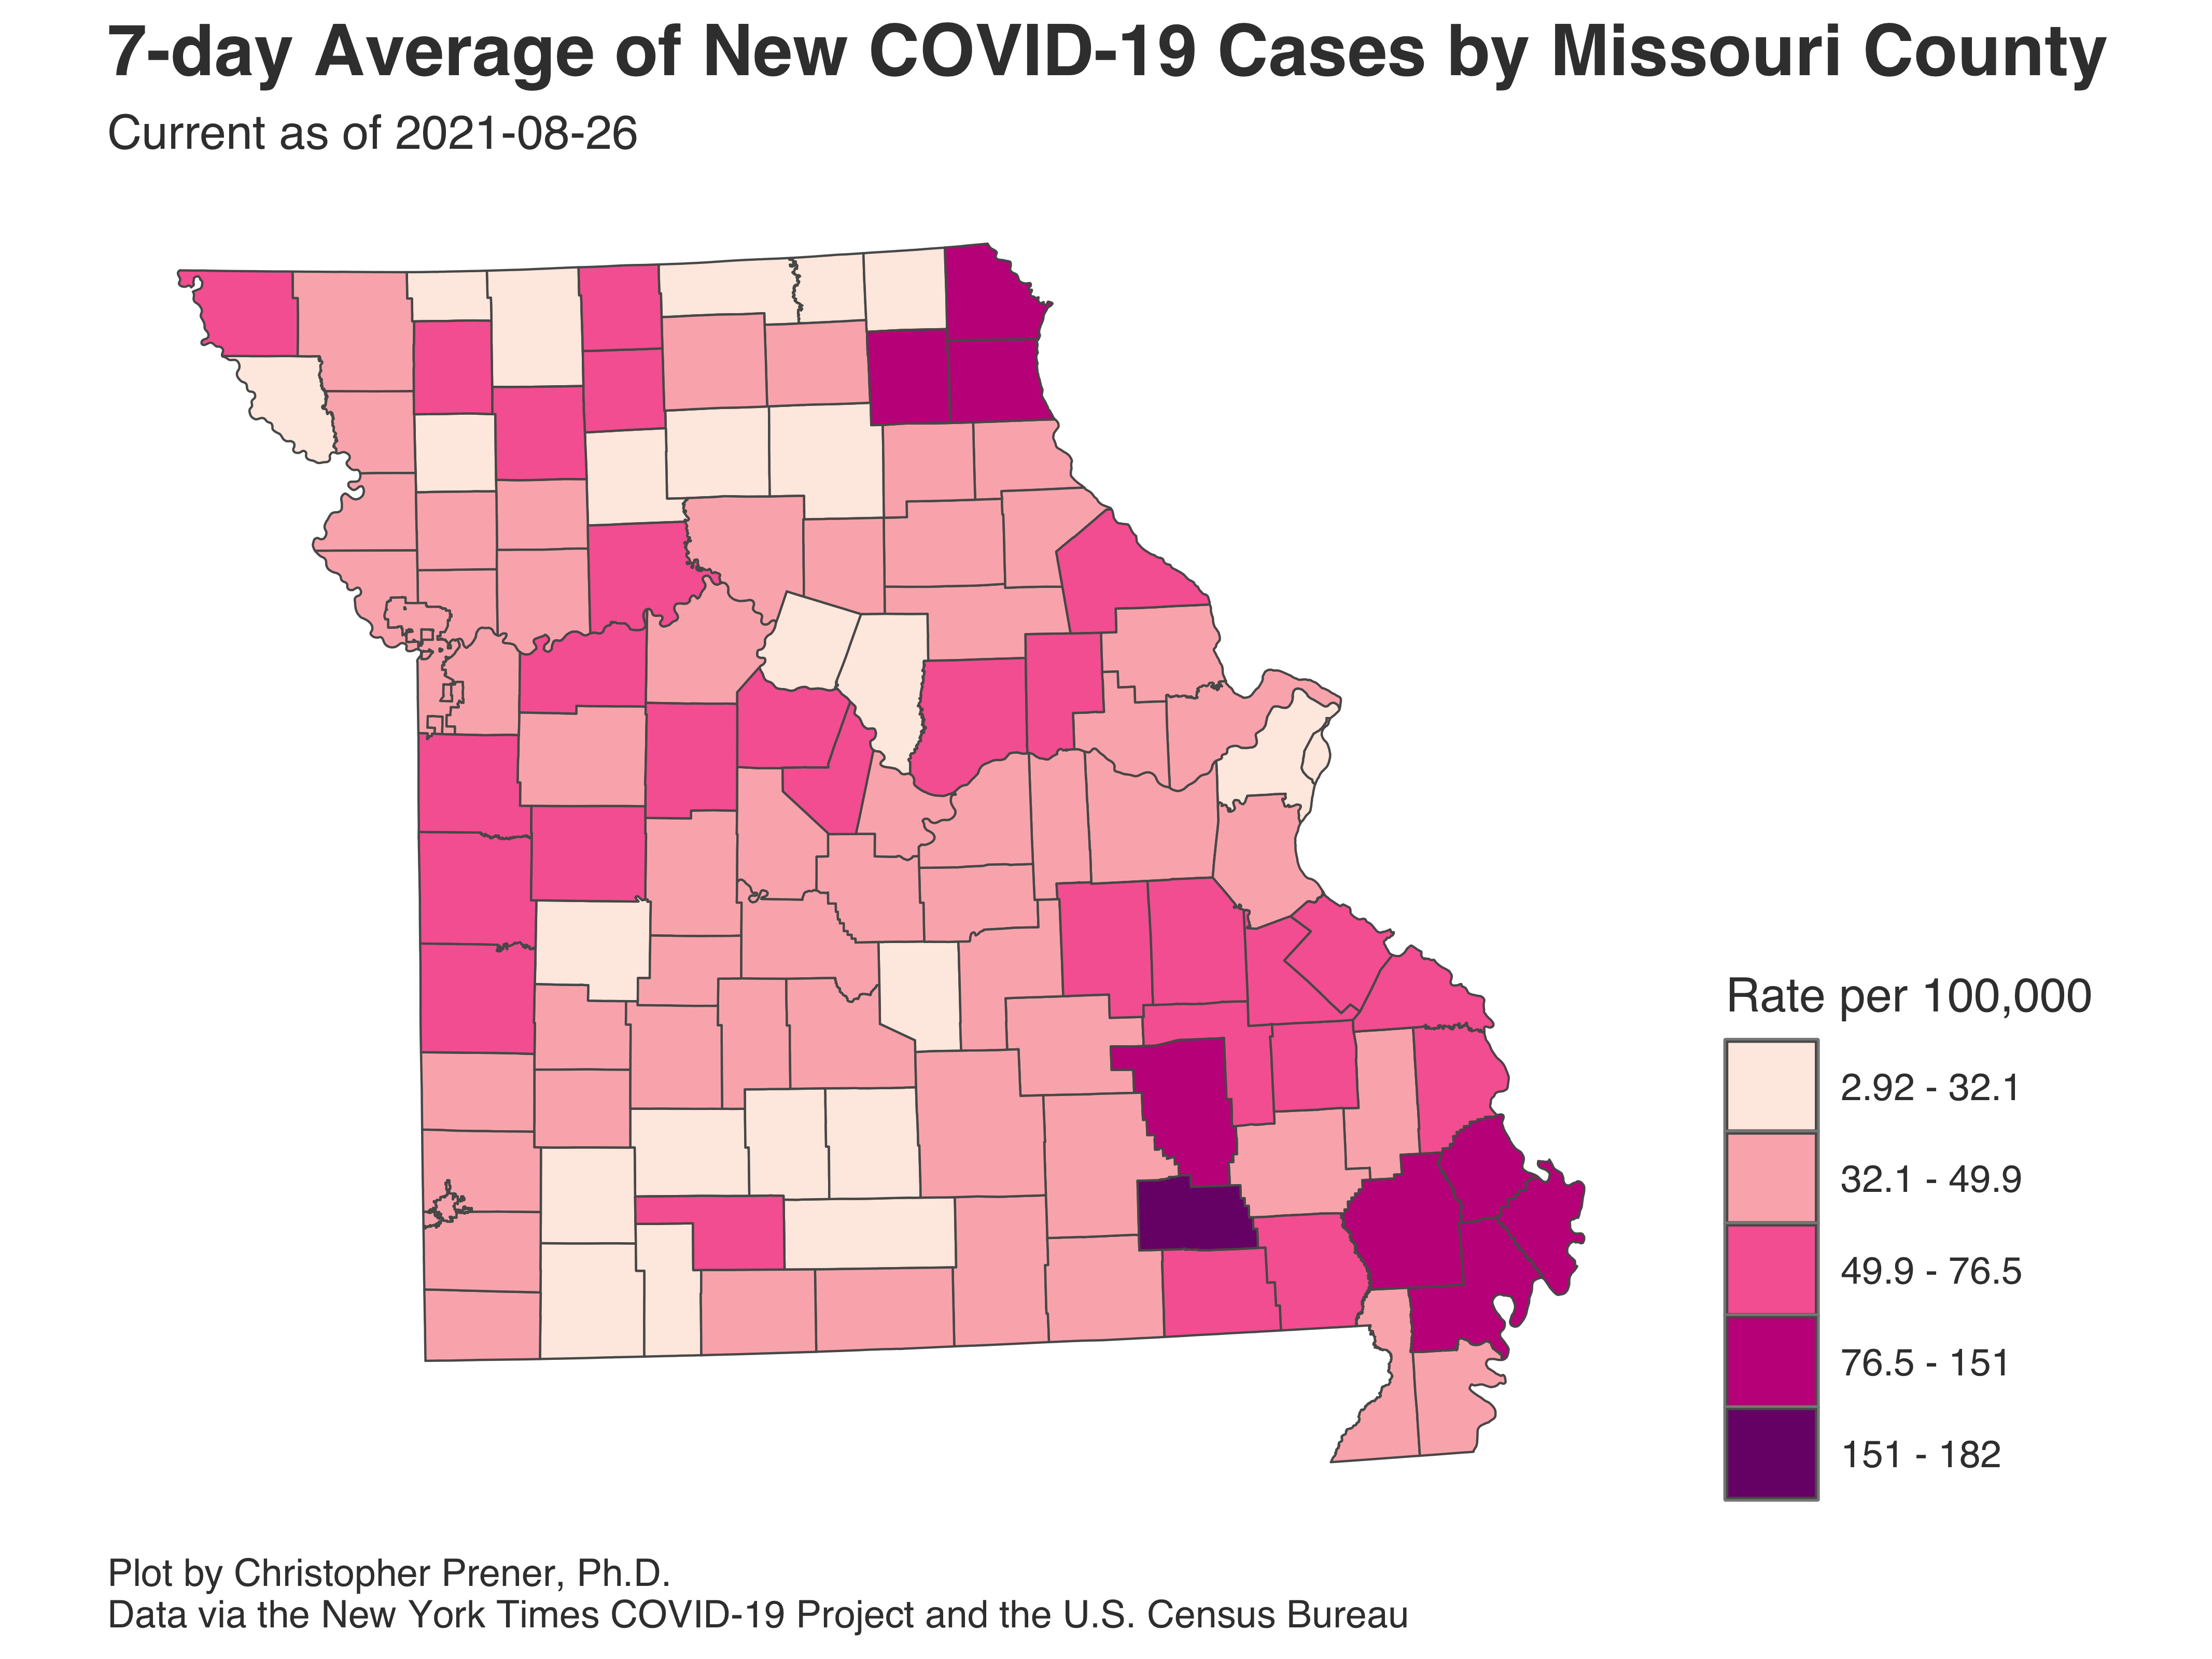 7-day Average of New COVID-19 Cases by Missouri County
Current as of 2021-08-26
Rate per 100,000
2.92 - 32.1
32.1 - 49.9
49.9 - 76.5
76.5 - 151
151 - 182
Plot by Christopher Prener, Ph.D.
Data via the New York Times COVID-19 Project and the U.S. Census Bureau